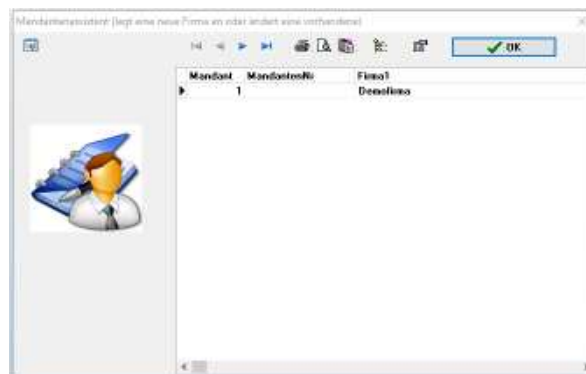 Mandantenassistent (legt eine neue Firma an oder ändert eine vorhandene)
OK
Mandant MandantenNr Firma1
1 Demofirma